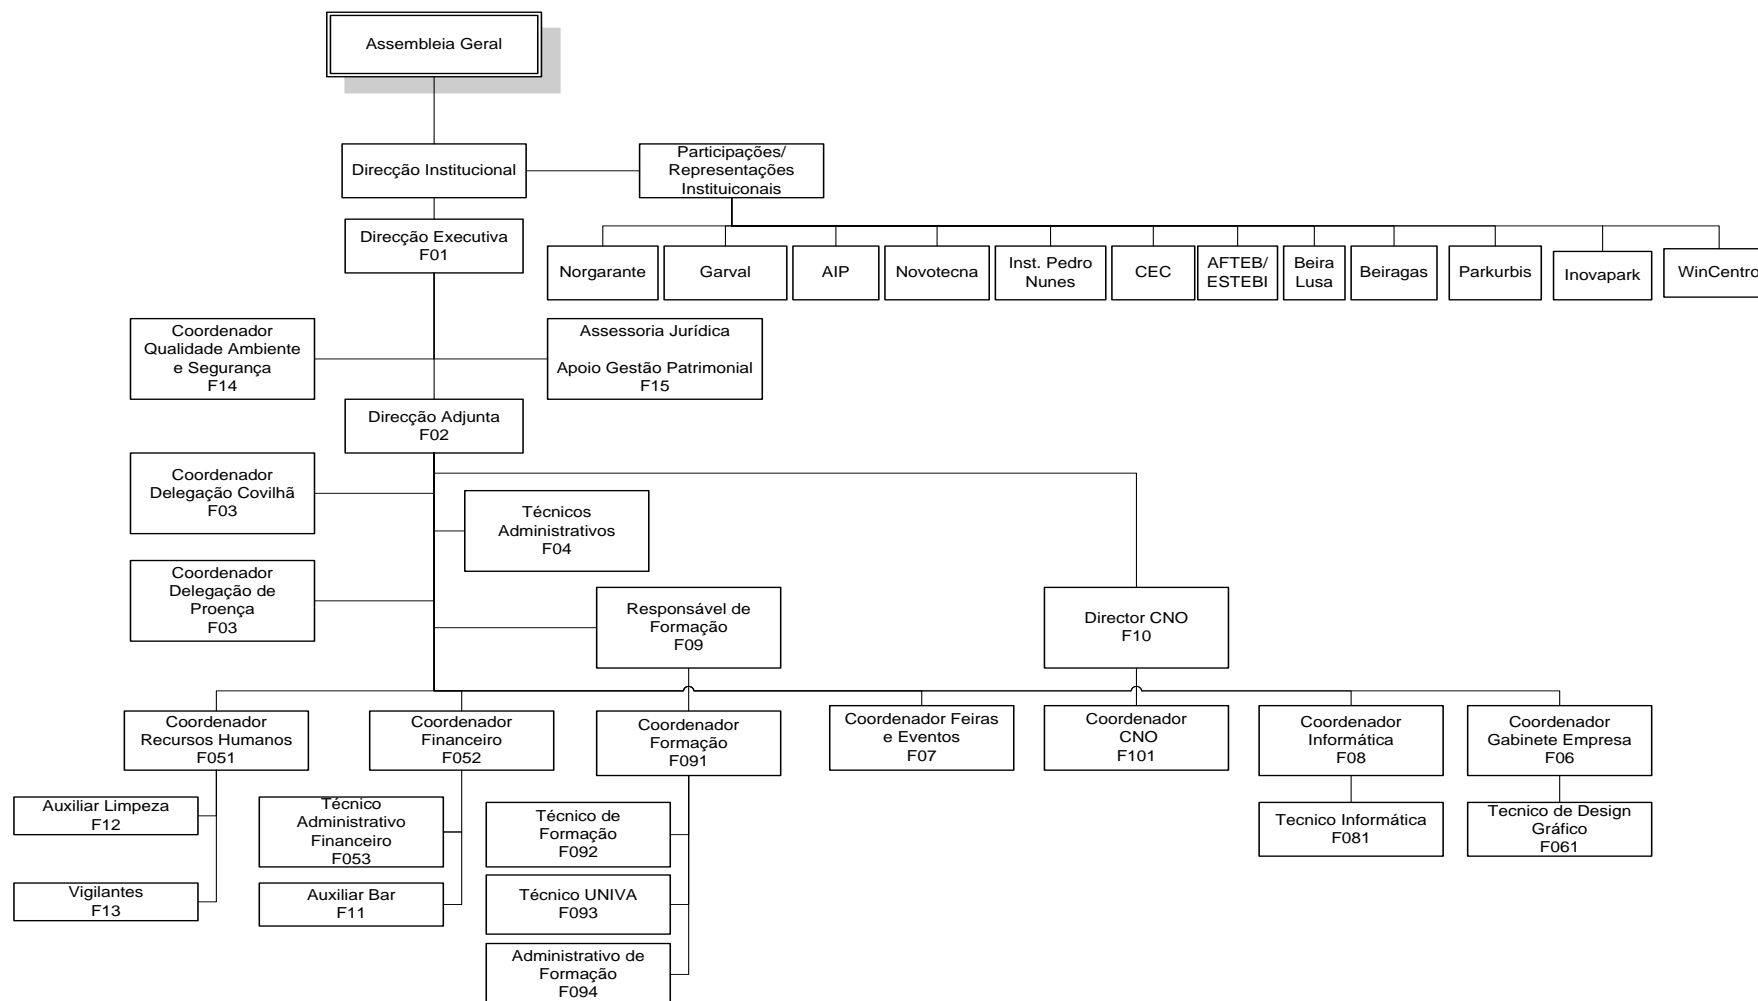 Assembleia Geral
Direcção Institucional
Participações/
Representações
Instituiconais
Direcção Executiva
F01
Norgarante
Garval
AIP
Novotecna
Inst. Pedro
Nunes
CEC
AFTEB/
ESTEBI
Beira
Lusa
Beiragas
Parkurbis
Inovapark
WinCentro
Coordenador
Qualidade Ambiente
e Segurança
F14
Assessoria Jurídica
Apoio Gestão Patrimonial
F15
Direcção Adjunta
F02
Coordenador
Delegação Covilhã
F03
Técnicos
Administrativos
F04
Coordenador
Delegação de
Proença
F03
Responsável de
Formação
F09
Director CNO
F10
Coordenador
Recursos Humanos
F051
Coordenador
Financeiro
F052
Coordenador
Formação
F091
Coordenador Feiras
e Eventos
F07
Coordenador
CNO
F101
Coordenador
Informática
F08
Coordenador
Gabinete Empresa
F06
Auxiliar Limpeza
F12
Técnico
Administrativo
Financeiro
F053
Técnico de
Formação
F092
Tecnico Informática
F081
Tecnico de Design
Gráfico
F061
Vigilantes
F13
Auxiliar Bar
F11
Técnico UNIVA
F093
Administrativo de
Formação
F094